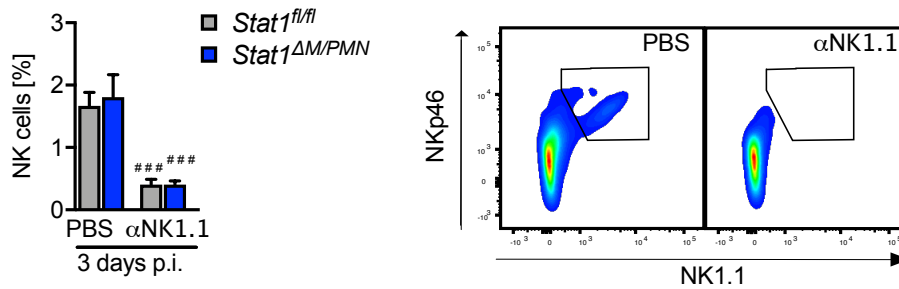 Stat1fl/fl
Stat1ΔM/PMN
NK cells [%]
3
2
1
0
###
###
PBS
αNK1.1
3 days p.i.
PBS
αNK1.1
NKp46
10⁵
10⁴
10³
0
-10³
-10³ 0 10³ 10⁴ 10⁵
-10³ 0 10³ 10⁴ 10⁵
NK1.1